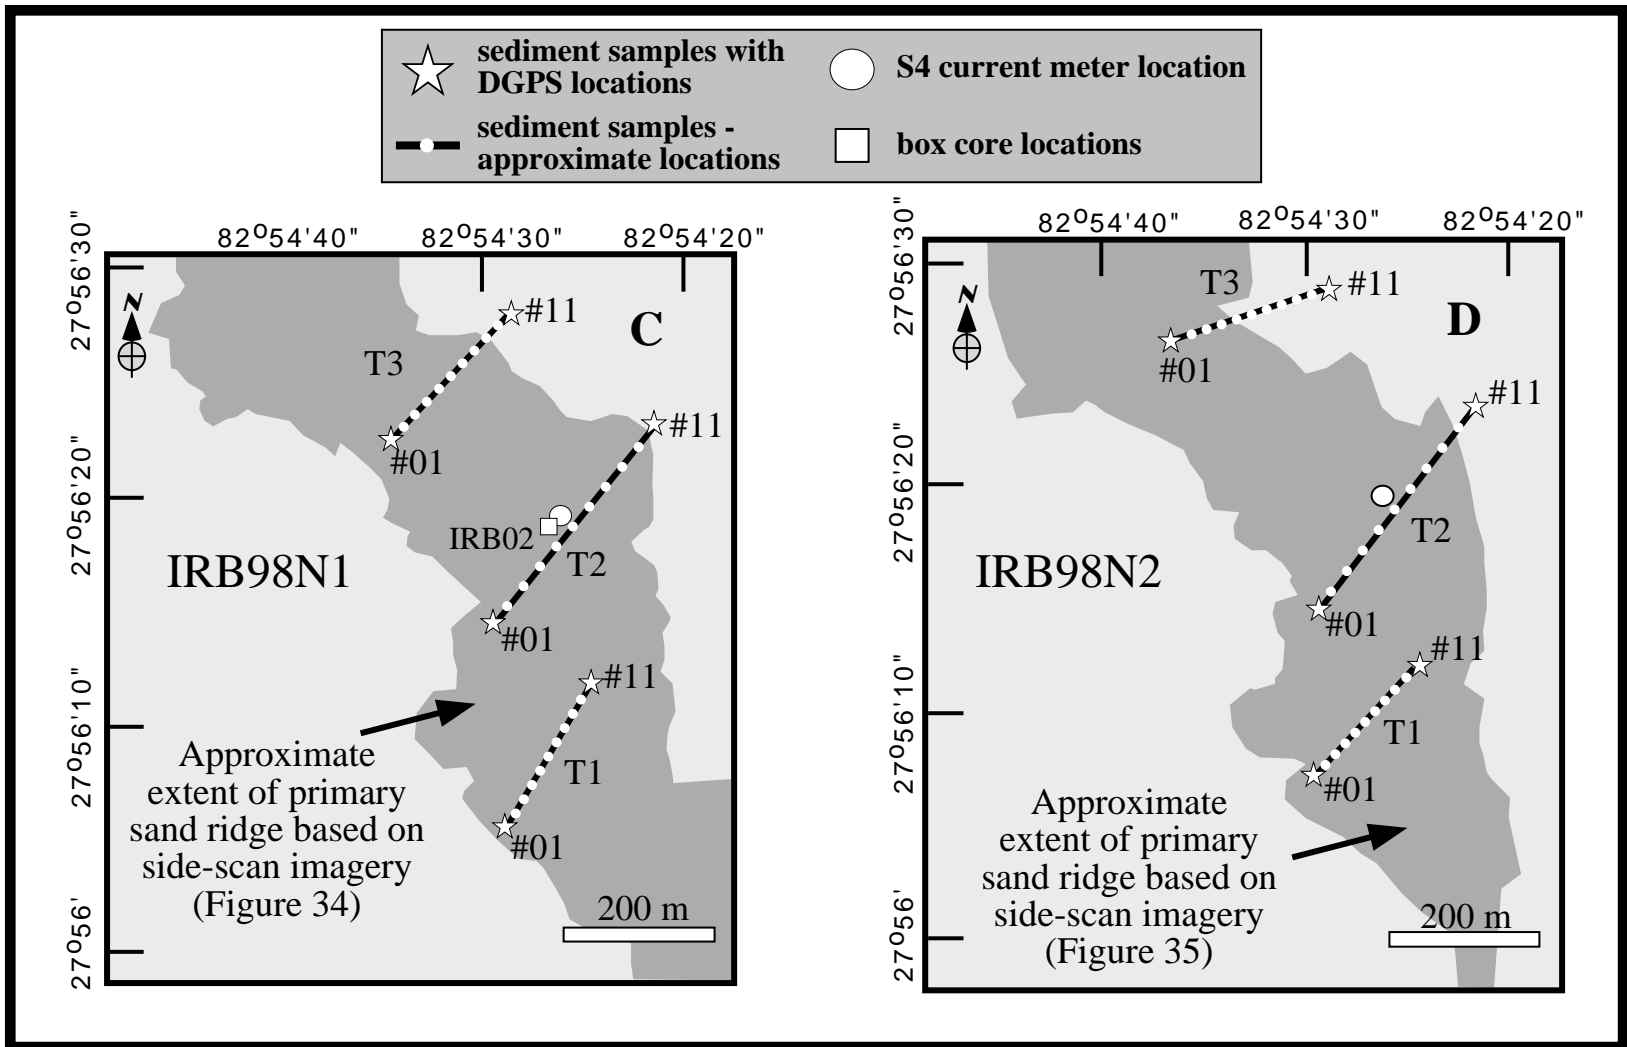 sediment samples with
DGPS locations
S4 current meter location
sediment samples -
approximate locations
box core locations
82°54'40"
82°54'30"
82°54'20"
27°56'30"
27°56'20"
27°56'10"
27°56'
N
C
T3
#11
#01
#11
IRB02
T2
#01
IRB98N1
#11
T1
#01
Approximate
extent of primary
sand ridge based on
side-scan imagery
(Figure 34)
200 m
82°54'40"
82°54'30"
82°54'20"
27°56'30"
27°56'20"
27°56'10"
27°56'
N
D
T3
#11
#01
#11
T2
#01
IRB98N2
#11
T1
#01
Approximate
extent of primary
sand ridge based on
side-scan imagery
(Figure 35)
200 m